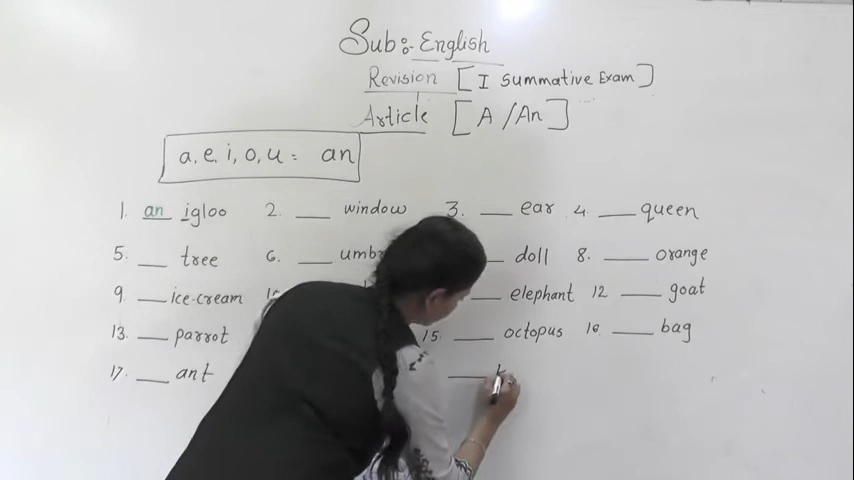 Sub:- English
Revision [ I Summative Exam ]
Article [ A / An ]
a, e, i, o, u = an
1. an igloo 2. ___ window 3. ___ ear 4. ___ queen
5. ___ tree 6. ___ ___ doll 8. ___ orange
9. ___ ice-cream ___ elephant 12 ___ goat
13. ___ parrot 15. ___ octopus 16. ___ bag
17. ___ ant ___